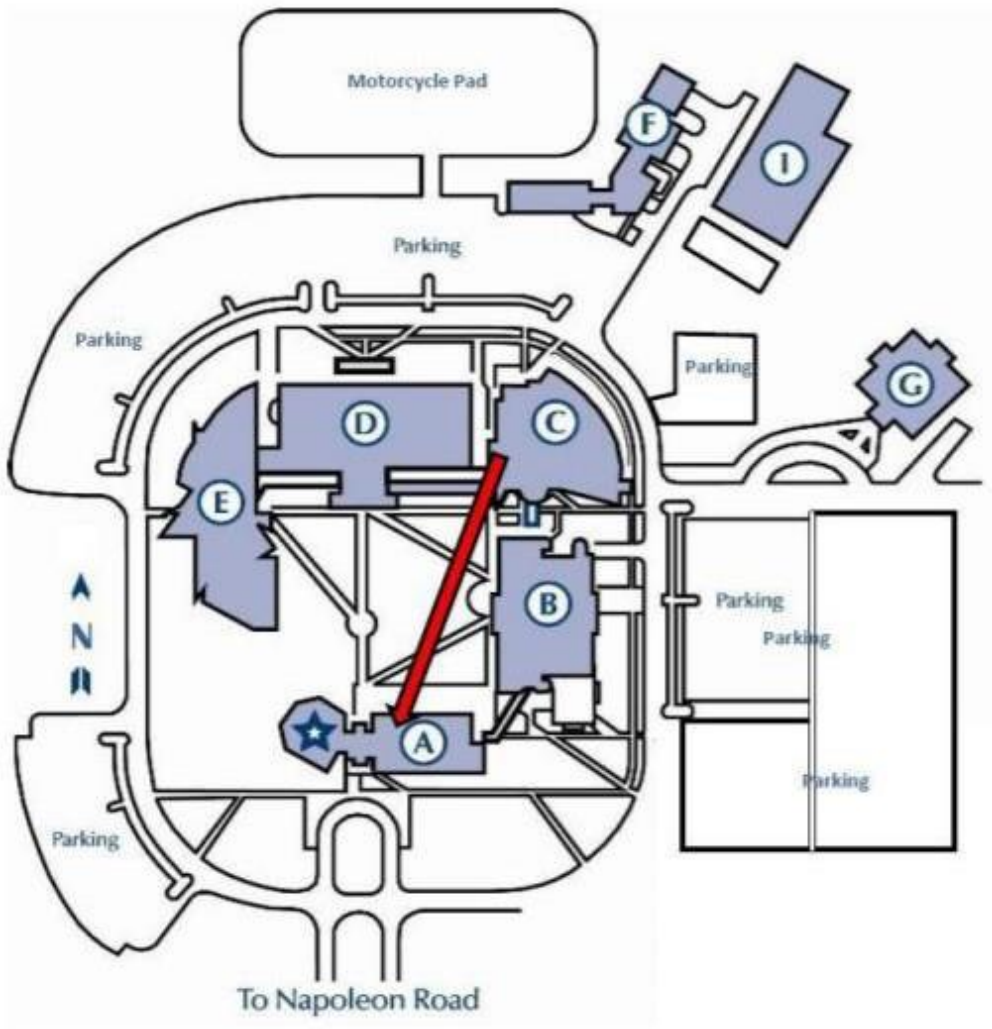 Motorcycle Pad
F
I
Parking
Parking
Parking
G
D
C
E
B
N
Parking
Parking
A
Parking
Parking
To Napoleon Road